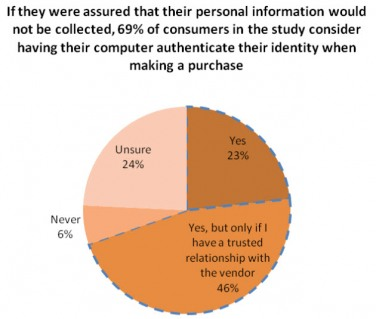 If they were assured that their personal information would
not be collected, 69% of consumers in the study consider
having their computer authenticate their identity when
making a purchase
Yes
23%
Unsure
24%
Never
6%
Yes, but only if I
have a trusted
relationship with
the vendor
46%